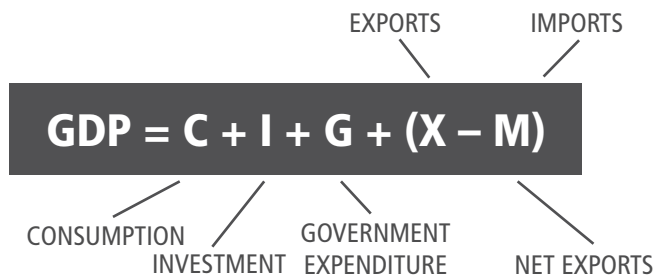 EXPORTS IMPORTS
GDP = C + I + G + (X – M)
CONSUMPTION
INVESTMENT
GOVERNMENT
EXPENDITURE
NET EXPORTS